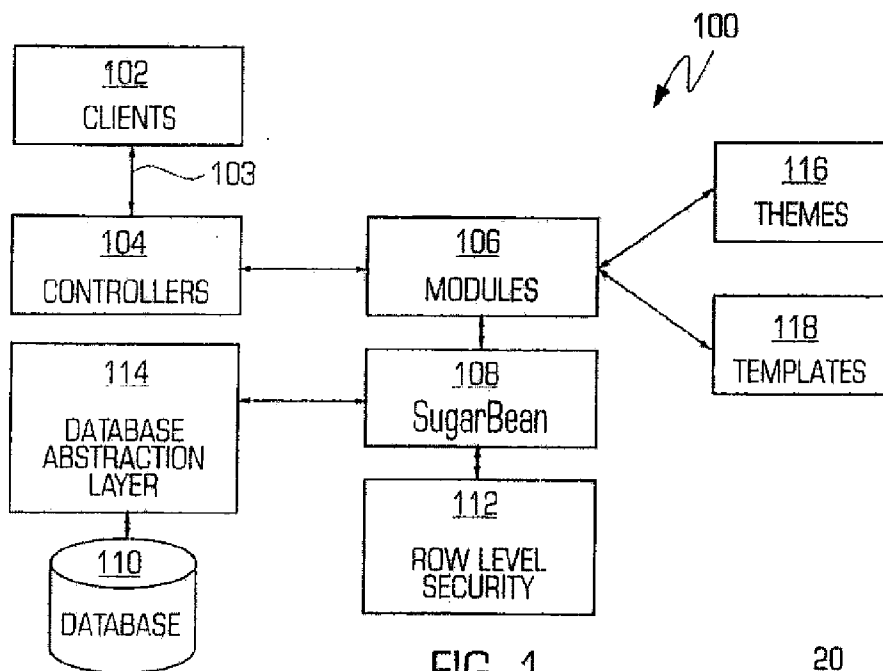 100
102
CLIENTS
103
104
CONTROLLERS
106
MODULES
116
THEMES
118
TEMPLATES
114
DATABASE
ABSTRACTION
LAYER
108
SugarBean
112
ROW LEVEL
SECURITY
110
DATABASE
FIG. 1
20